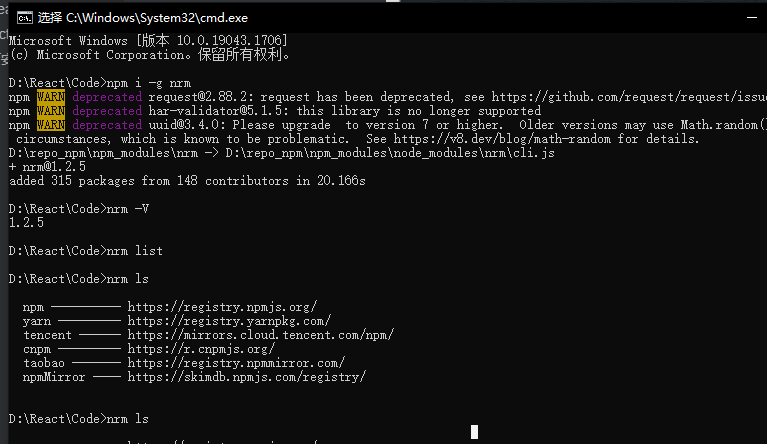 选择 C:\Windows\System32\cmd.exe
Microsoft Windows [版本 10.0.19043.1706]
(c) Microsoft Corporation。保留所有权利。
D:\React\Code>npm i -g nrm
npm WARN deprecated request@2.88.2: request has been deprecated, see https://github.com/request/request/issu
npm WARN deprecated har-validator@5.1.5: this library is no longer supported
npm WARN deprecated uuid@3.4.0: Please upgrade  to version 7 or higher.  Older versions may use Math.random()
circumstances, which is known to be problematic.  See https://v8.dev/blog/math-random for details.
D:\repo_npm\npm_modules\nrm -> D:\repo_npm\npm_modules\node_modules\nrm\cli.js
+ nrm@1.2.5
added 315 packages from 148 contributors in 20.166s
D:\React\Code>nrm -V
1.2.5
D:\React\Code>nrm list
D:\React\Code>nrm ls
npm ---------- https://registry.npmjs.org/
yarn --------- https://registry.yarnpkg.com/
tencent ------ https://mirrors.cloud.tencent.com/npm/
cnpm --------- https://r.cnpmjs.org/
taobao ------- https://registry.npmmirror.com/
npmMirror ---- https://skimdb.npmjs.com/registry/
D:\React\Code>nrm ls